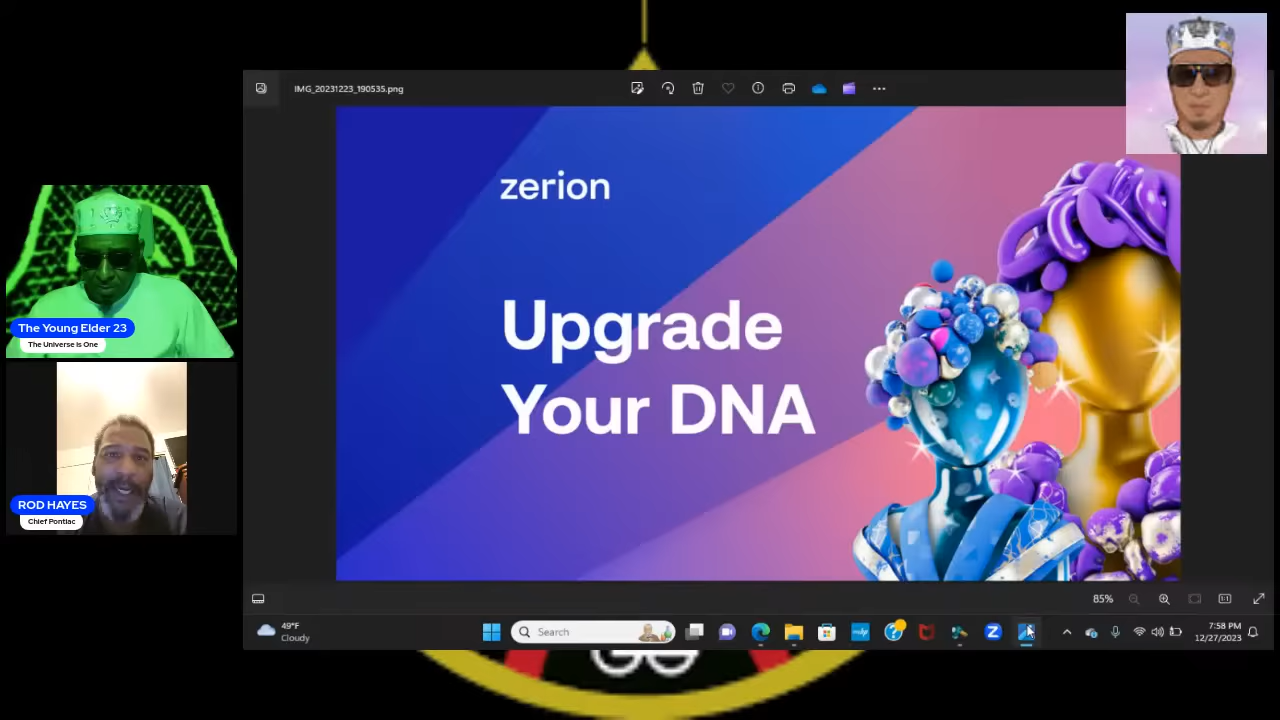 IMG_20231223_190535.png
zerion
Upgrade
Your DNA
The Young Elder 23
The Universe Is One
ROD HAYES
Chief Pontiac
85%
49°F
Cloudy
Search
7:58 PM
12/27/2023